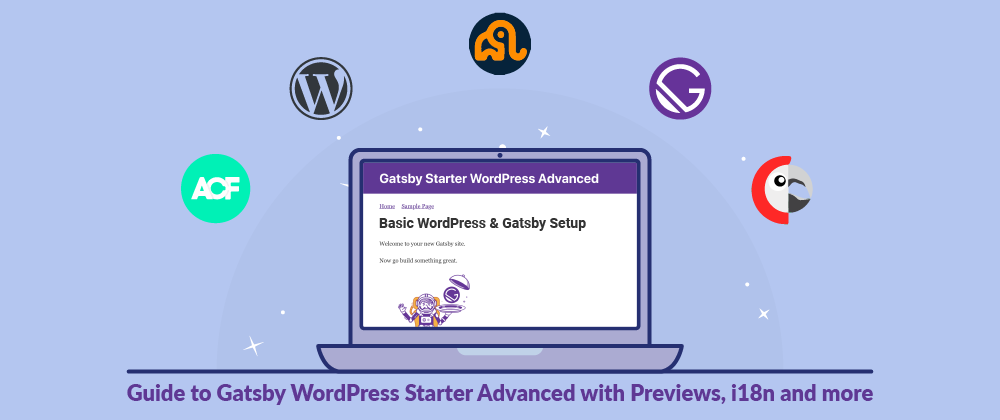 ACF
Gatsby Starter WordPress Advanced
Home Sample Page
Basic WordPress & Gatsby Setup
Welcome to your new Gatsby site.
Now go build something great.
Guide to Gatsby WordPress Starter Advanced with Previews, i18n and more